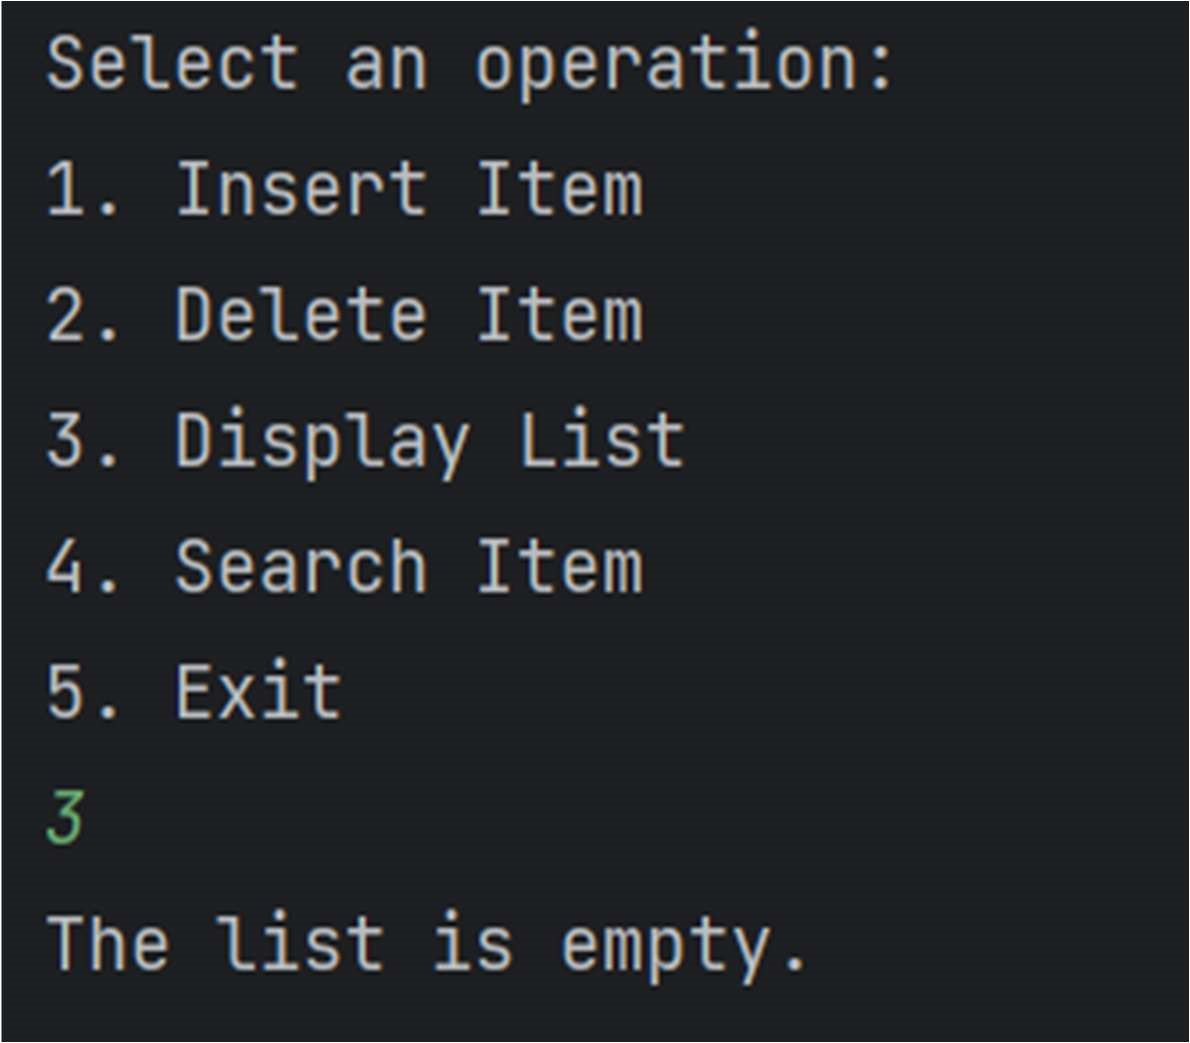 Select an operation:
1. Insert Item
2. Delete Item
3. Display List
4. Search Item
5. Exit
3
The list is empty.